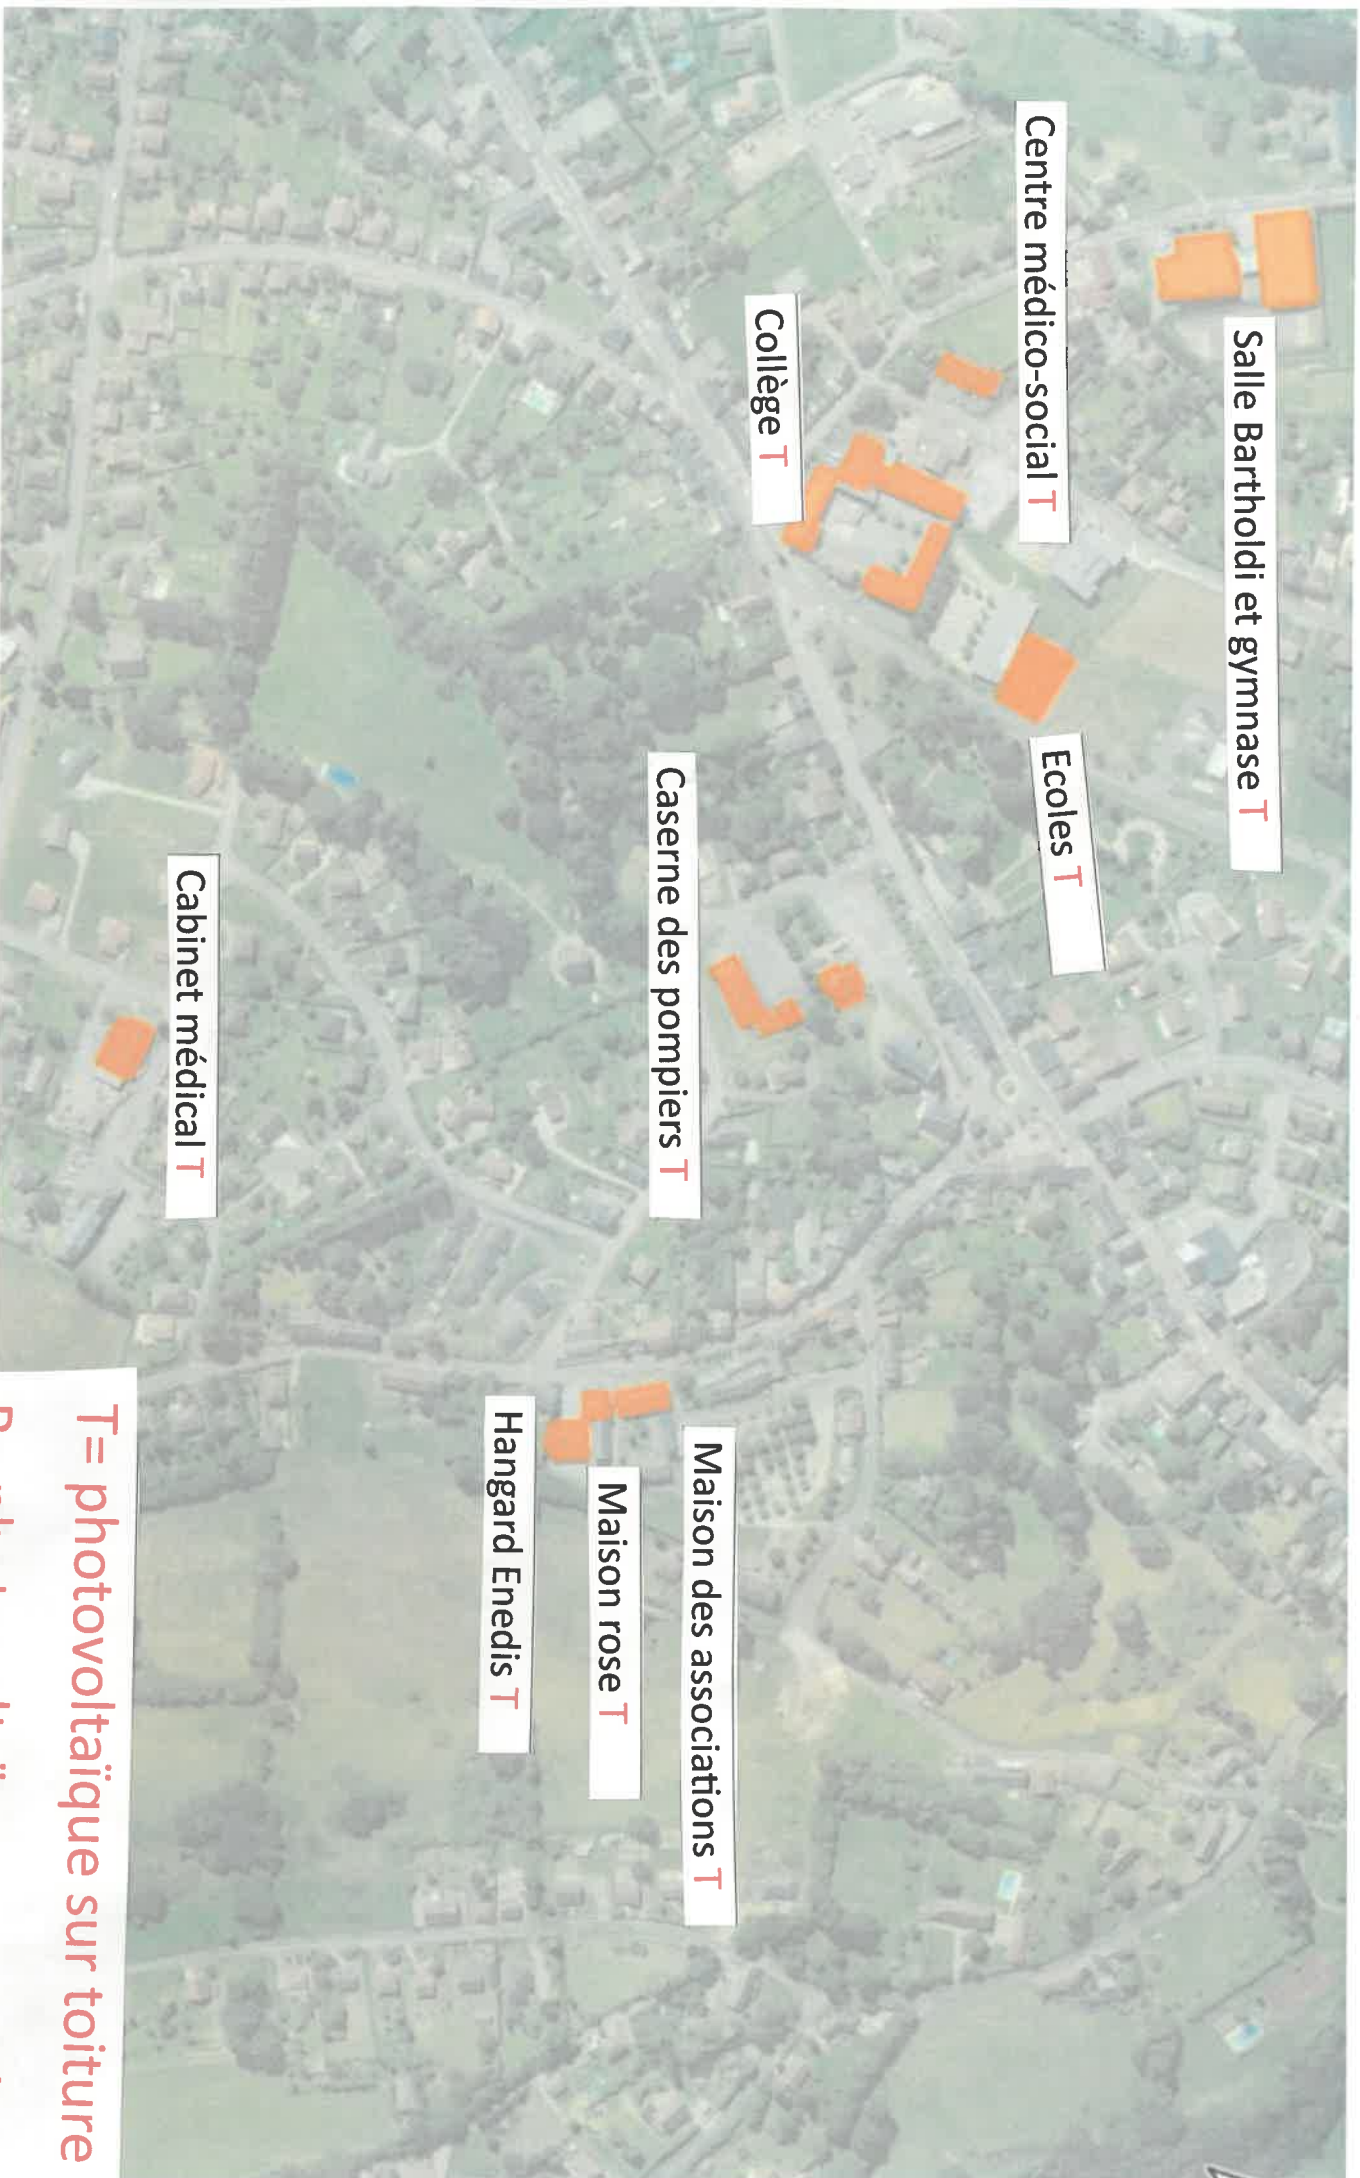 Salle Bartholdi et gymnase T
Centre médico-social T
Ecoles T
Collège T
Maison des associations T
Caserne des pompiers T
Maison rose T
Hangard Enedis T
Cabinet médical T
T= photovoltaïque sur toiture